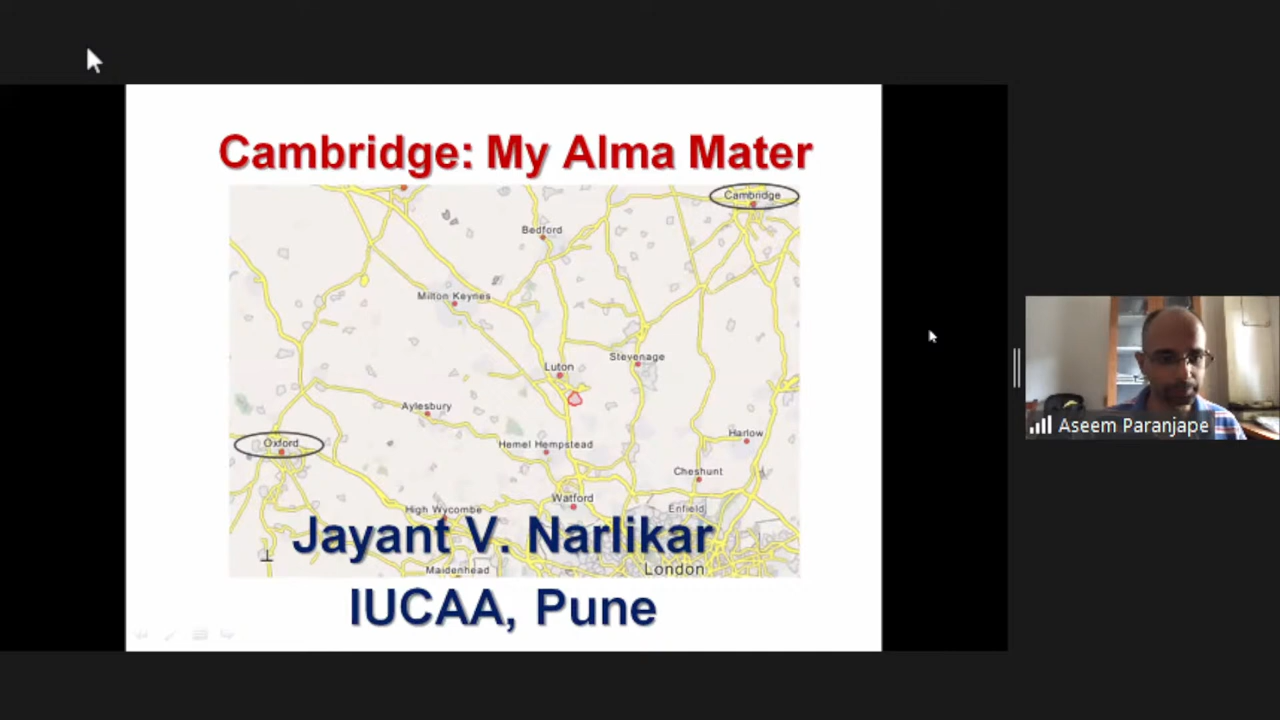 Cambridge: My Alma Mater
Cambridge
Bedford
Milton Keynes
Stevenage
Luton
Aylesbury
Oxford
Hemel Hempstead
Harlow
Cheshunt
Watford
High Wycombe
Enfield
Jayant V. Narlikar
Maidenhead
London
IUCAA, Pune
Aseem Paranjape